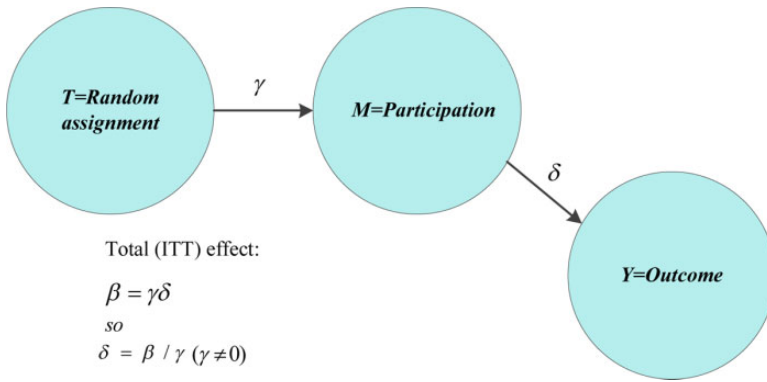 T=Random
assignment
γ
M=Participation
δ
Y=Outcome
Total (ITT) effect:
β = γδ
so
δ = β / γ (γ≠0)